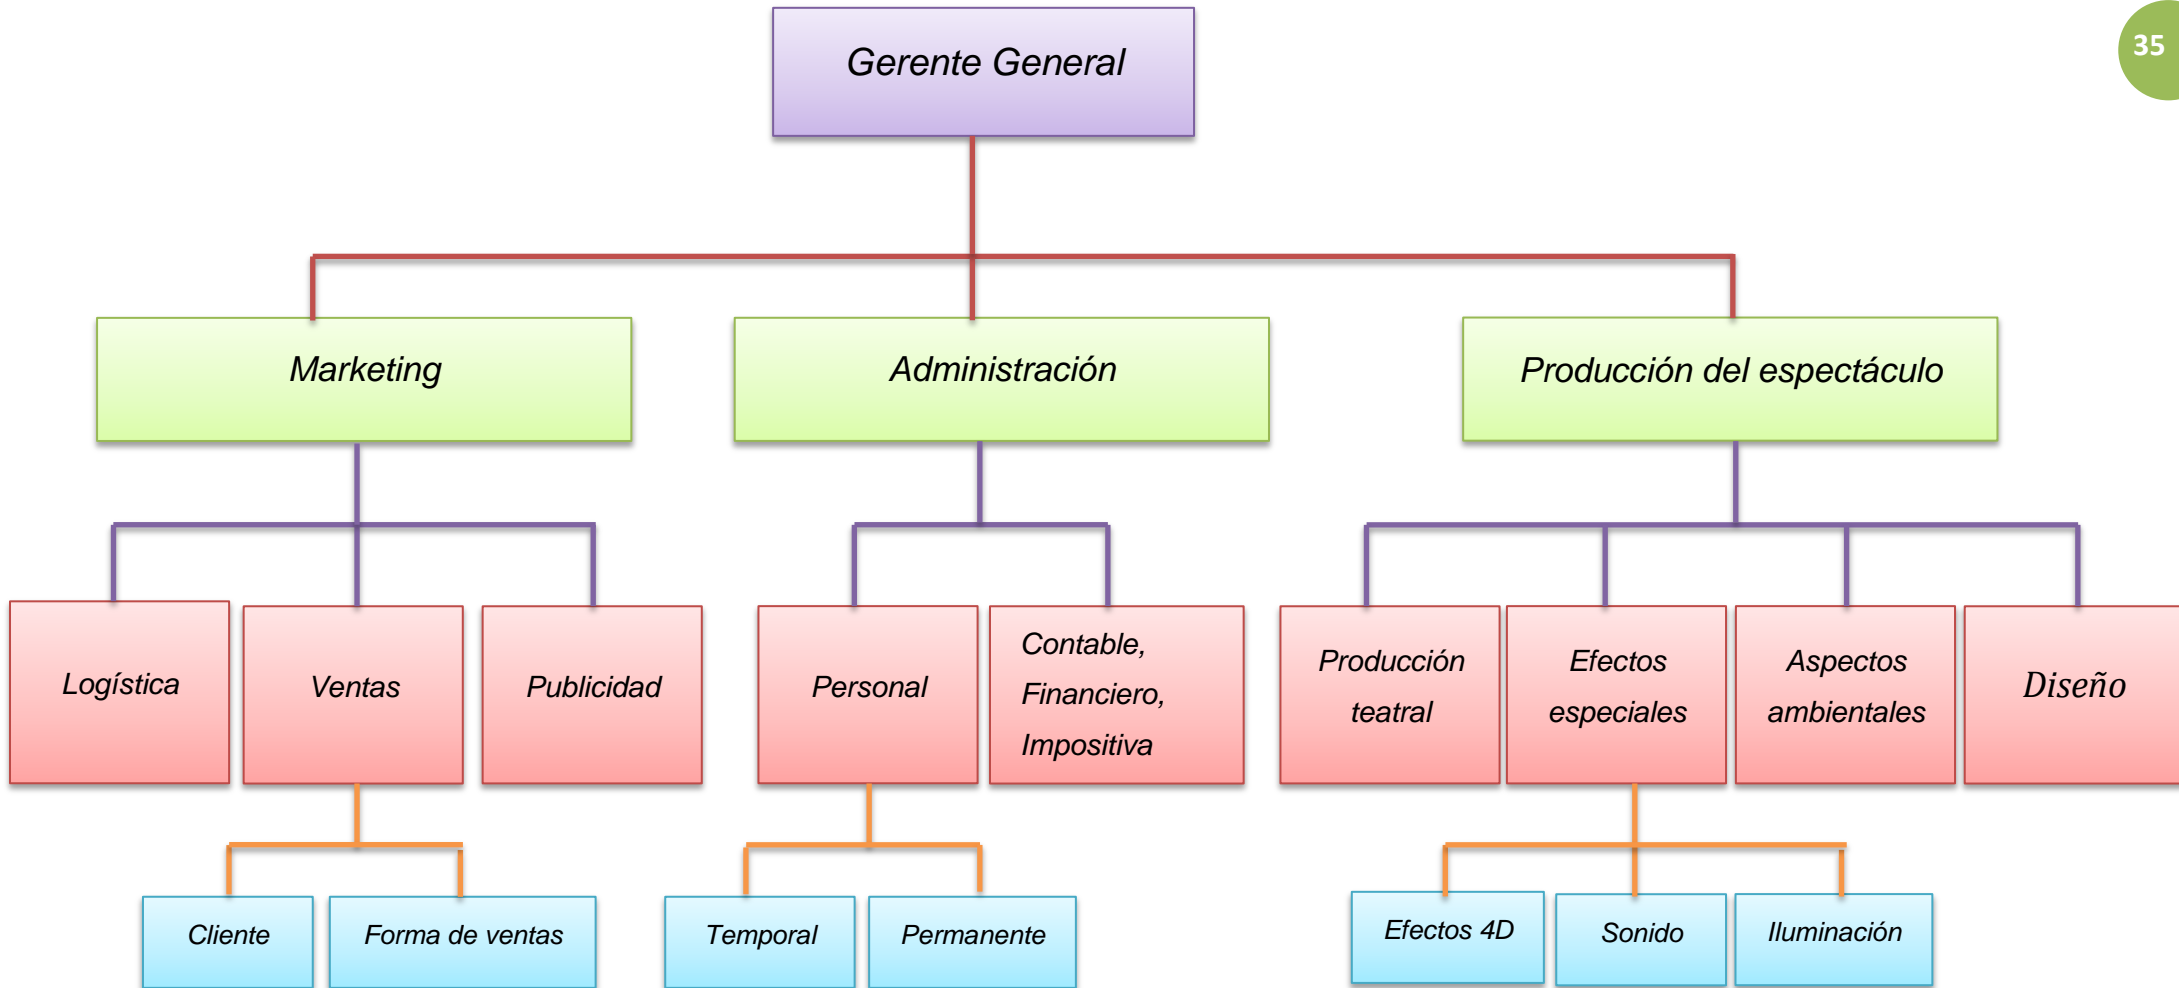 35
Gerente General
Marketing
Administración
Producción del espectáculo
Logística
Ventas
Publicidad
Personal
Contable,
Financiero,
Impositiva
Producción
teatral
Efectos
especiales
Aspectos
ambientales
Diseño
Cliente
Forma de ventas
Temporal
Permanente
Efectos 4D
Sonido
Iluminación